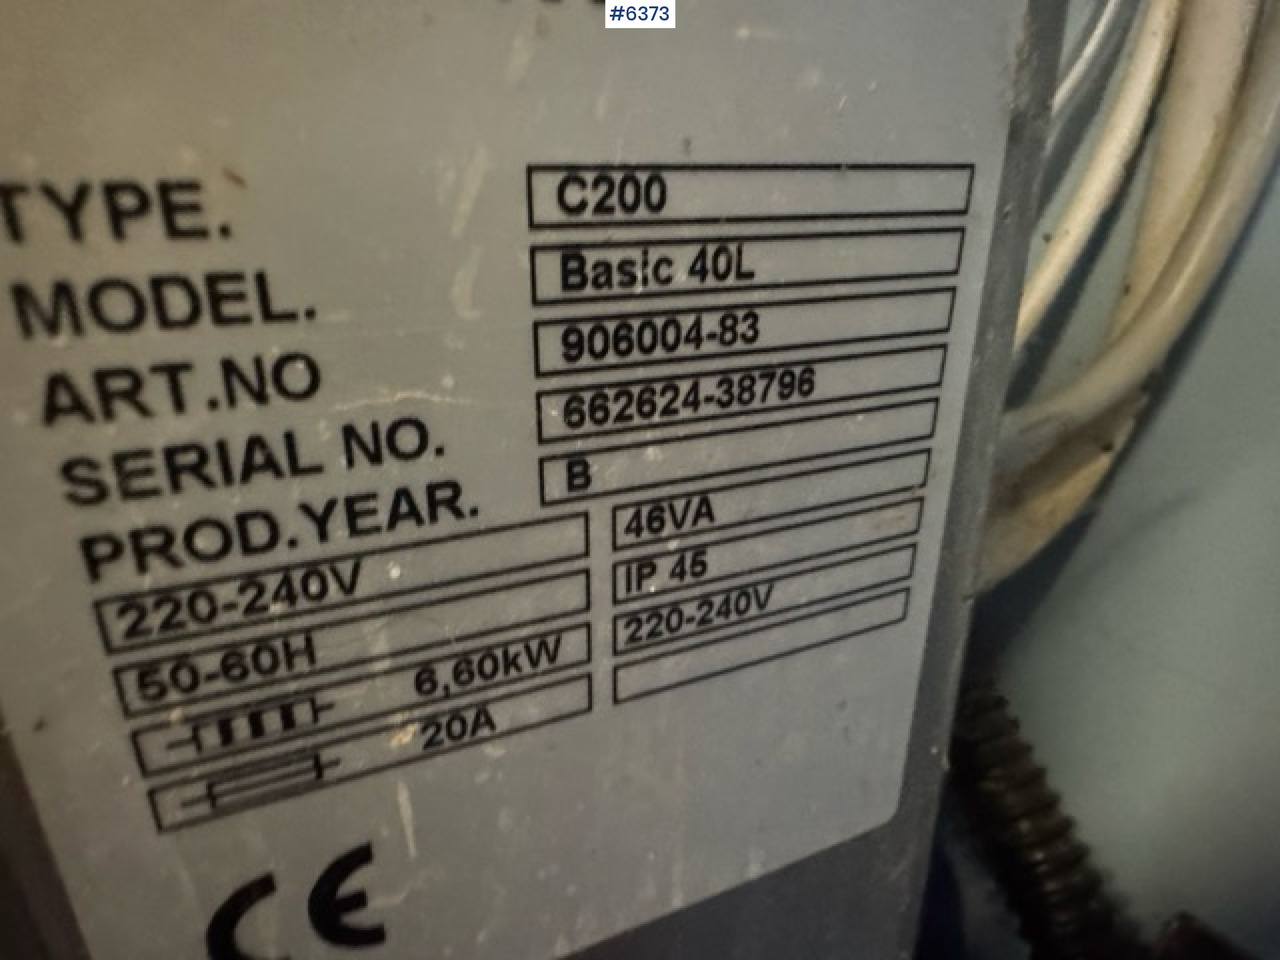 #6373
TYPE. C200
MODEL. Basic 40L
ART.NO 906004-83
SERIAL NO. 662624-38796
PROD.YEAR. B
220-240V 46VA
50-60H IP 45
6,60kW 220-240V
20A
CE